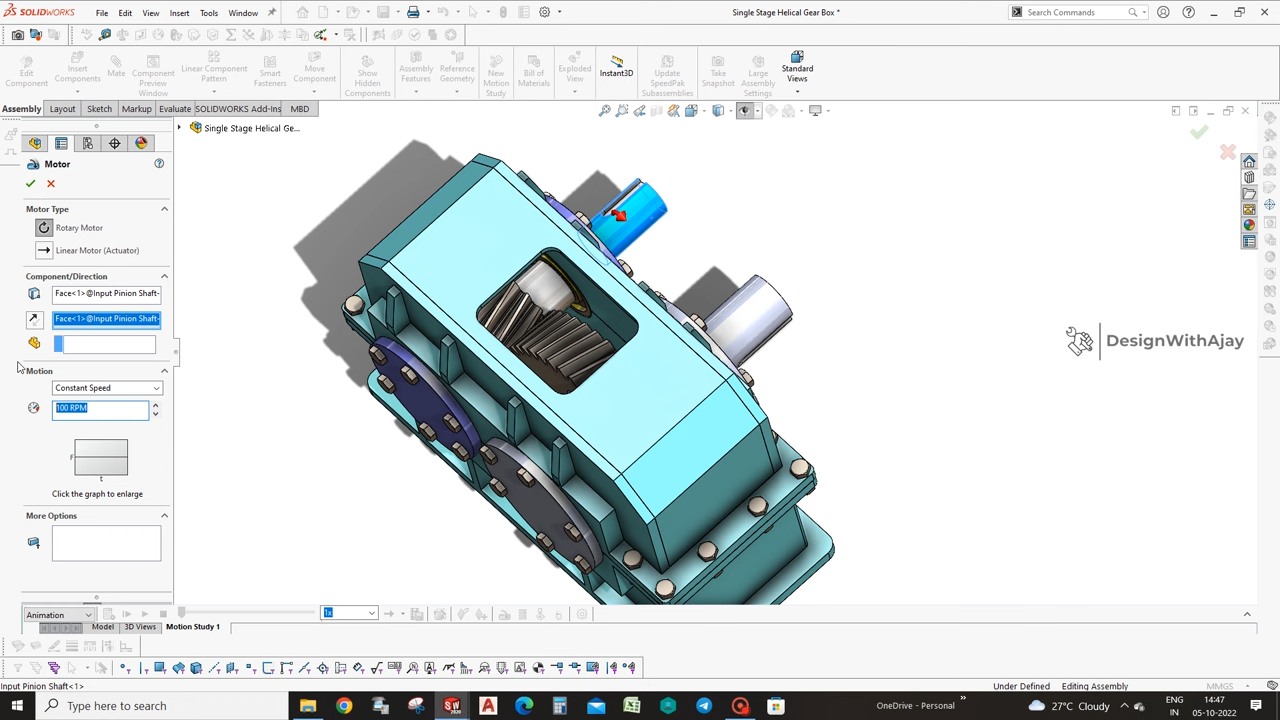 SOLIDWORKS
File Edit View Insert Tools Window
Single Stage Helical Gear Box *
Search Commands
Edit Component
Insert Components
Mate
Component Preview Window
Linear Component Pattern
Smart Fasteners
Move Component
Show Hidden Components
Assembly Features
Reference Geometry
New Motion Study
Bill of Materials
Exploded View
Instant3D
Update SpeedPak Subassemblies
Take Snapshot
Large Assembly Settings
Standard Views
Assembly Layout Sketch Markup Evaluate SOLIDWORKS Add-Ins MBD
Single Stage Helical Ge...
Motor
Motor Type
Rotary Motor
Linear Motor (Actuator)
Component/Direction
Face<1>@Input Pinion Shaft-
Face<1>@Input Pinion Shaft-
Motion
Constant Speed
100 RPM
F
t
Click the graph to enlarge
More Options
DesignWithAjay
Animation
1x
Model 3D Views Motion Study 1
Input Pinion Shaft<1>
Under Defined Editing Assembly MMGS
Type here to search
SW
2020
A
OneDrive - Personal
27°C Cloudy
ENG
IN
14:47
05-10-2022